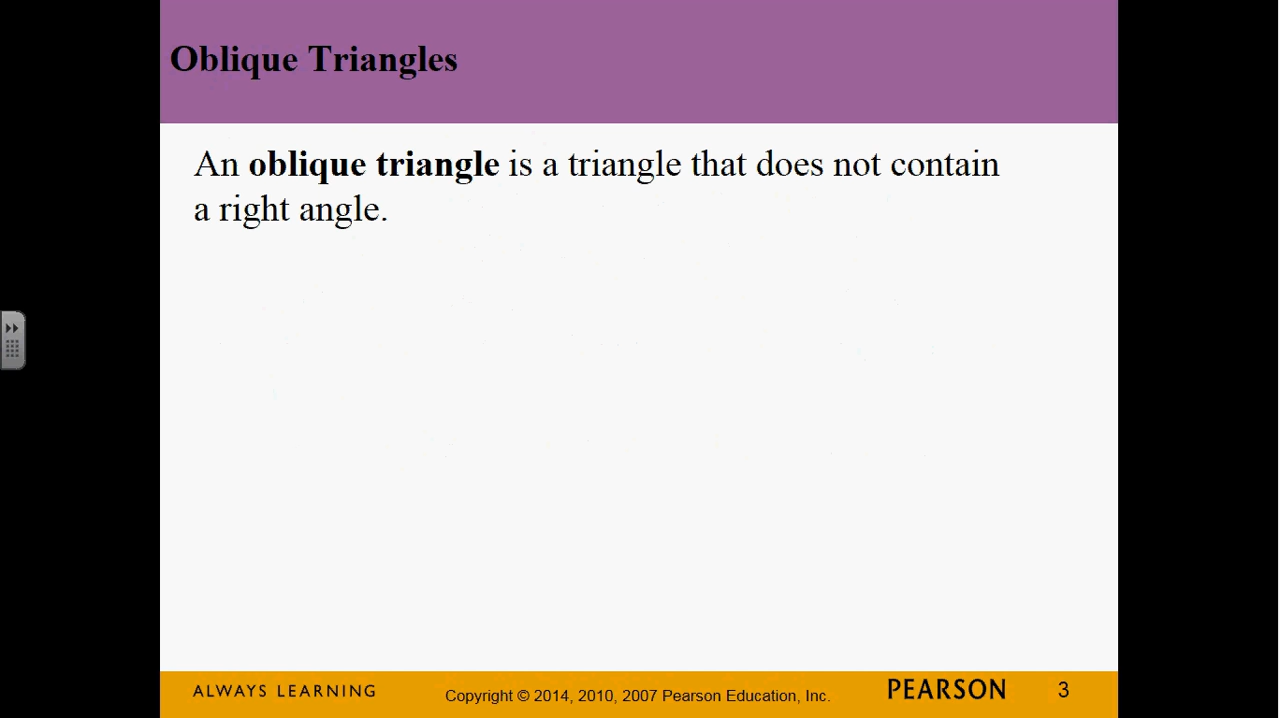 Oblique Triangles
An oblique triangle is a triangle that does not contain
a right angle.
ALWAYS LEARNING
Copyright © 2014, 2010, 2007 Pearson Education, Inc.
PEARSON
3